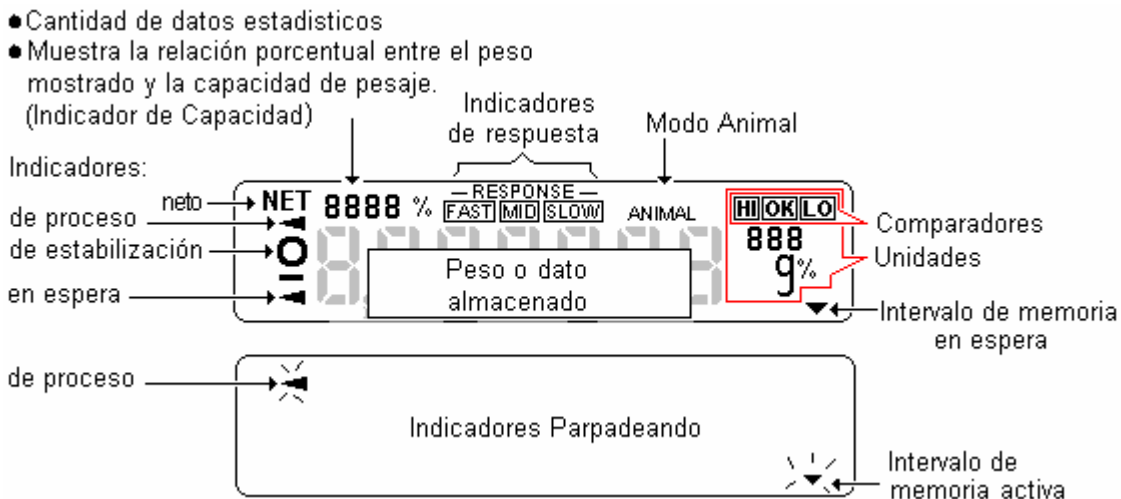 ●Cantidad de datos estadisticos
●Muestra la relación porcentual entre el peso
mostrado y la capacidad de pesaje.
(Indicador de Capacidad)
Indicadores
de respuesta
Modo Animal
Indicadores:
neto
de proceso
de estabilización
en espera
NET 8888 % RESPONSE
FAST MID SLOW ANIMAL
HI OK LO
888
g%
Peso o dato
almacenado
Comparadores
Unidades
Intervalo de memoria
en espera
de proceso
Indicadores Parpadeando
Intervalo de
memoria activa